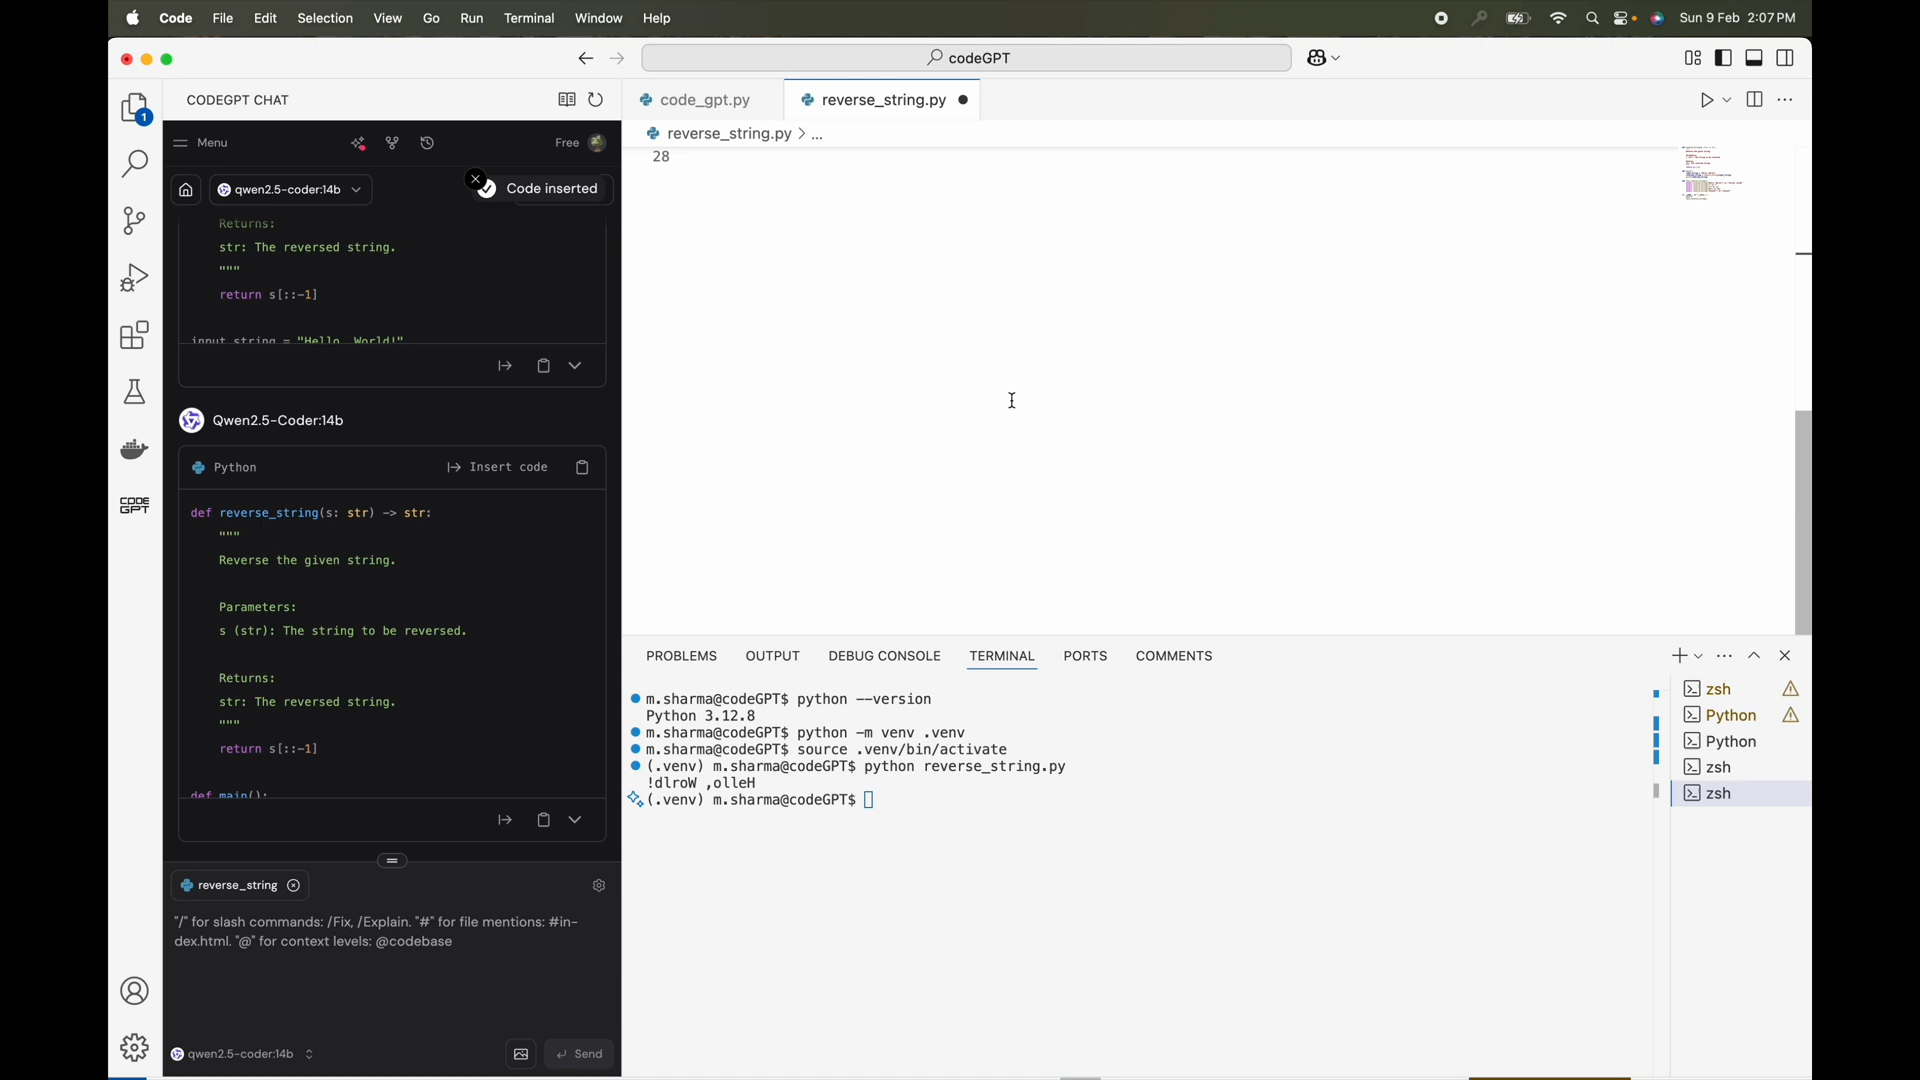 Code File Edit Selection View Go Run Terminal Window Help
Sun 9 Feb 2:07 PM
codeGPT
CODEGPT CHAT
1
Menu
Free
qwen2.5-coder:14b
Code inserted
Returns:
str: The reversed string.
"""
return s[::-1]
input_string = "Hello, World!"
Qwen2.5-Coder:14b
Python
Insert code
def reverse_string(s: str) -> str:
"""
Reverse the given string.
Parameters:
s (str): The string to be reversed.
Returns:
str: The reversed string.
"""
return s[::-1]
def main():
CODE
GPT
reverse_string
"/" for slash commands: /Fix, /Explain. "#" for file mentions: #in-
dex.html. "@" for context levels: @codebase
qwen2.5-coder:14b
Send
code_gpt.py
reverse_string.py
reverse_string.py > ...
28
PROBLEMS OUTPUT DEBUG CONSOLE TERMINAL PORTS COMMENTS
m.sharma@codeGPT$ python --version
Python 3.12.8
m.sharma@codeGPT$ python -m venv .venv
m.sharma@codeGPT$ source .venv/bin/activate
(.venv) m.sharma@codeGPT$ python reverse_string.py
!dlroW ,olleH
(.venv) m.sharma@codeGPT$
zsh
Python
Python
zsh
zsh